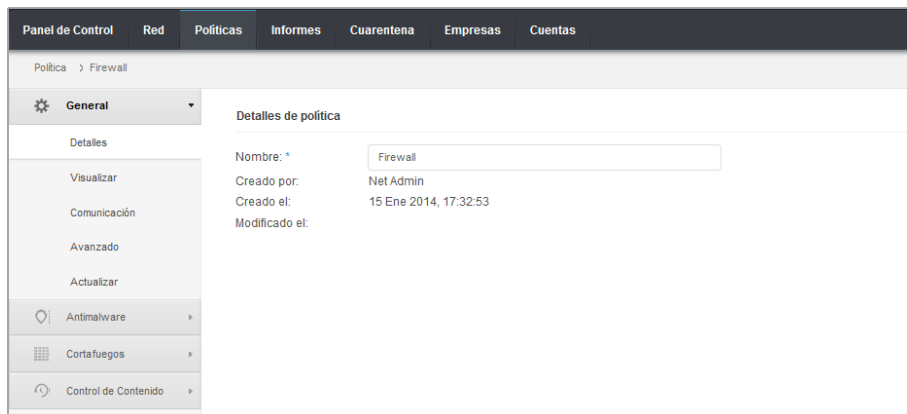 Panel de Control Red Políticas Informes Cuarentena Empresas Cuentas
Política > Firewall
General
Detalles
Visualizar
Comunicación
Avanzado
Actualizar
Antimalware
Cortafuegos
Control de Contenido
Detalles de política
Nombre: * Firewall
Creado por: Net Admin
Creado el: 15 Ene 2014, 17:32:53
Modificado el: